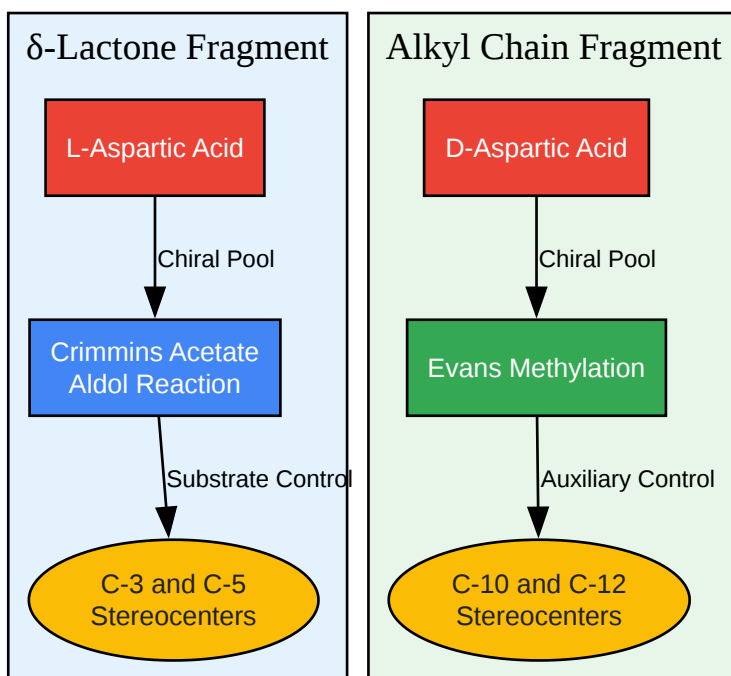 δ-Lactone Fragment
L-Aspartic Acid
Chiral Pool
Crimmins Acetate
Aldol Reaction
Substrate Control
C-3 and C-5
Stereocenters
Alkyl Chain Fragment
D-Aspartic Acid
Chiral Pool
Evans Methylation
Auxiliary Control
C-10 and C-12
Stereocenters